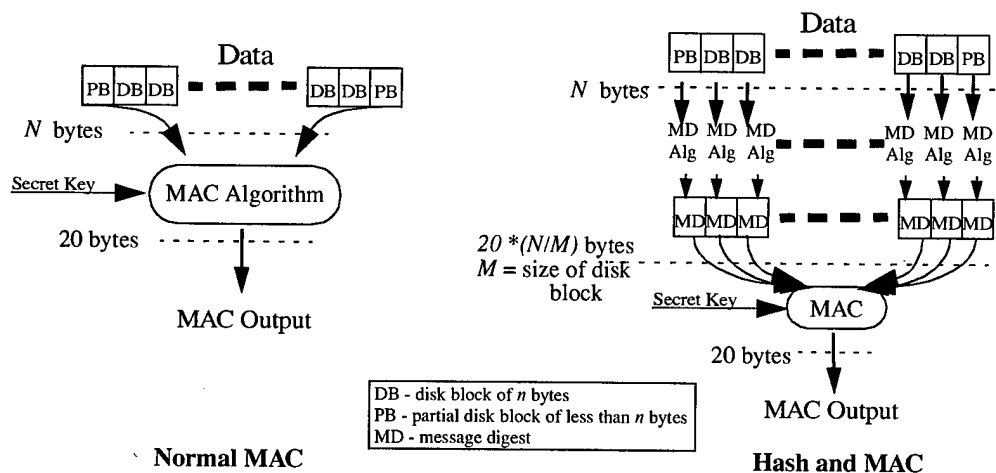 Data
PB DB DB DB DB PB
N bytes
Secret Key
MAC Algorithm
20 bytes
MAC Output
Normal MAC
Data
PB DB DB DB DB PB
N bytes
MD MD MD MD MD MD
Alg Alg Alg Alg Alg Alg
MD MD MD MD MD MD
20 *(N/M) bytes
M = size of disk
block
Secret Key
MAC
20 bytes
MAC Output
Hash and MAC
DB - disk block of n bytes
PB - partial disk block of less than n bytes
MD - message digest